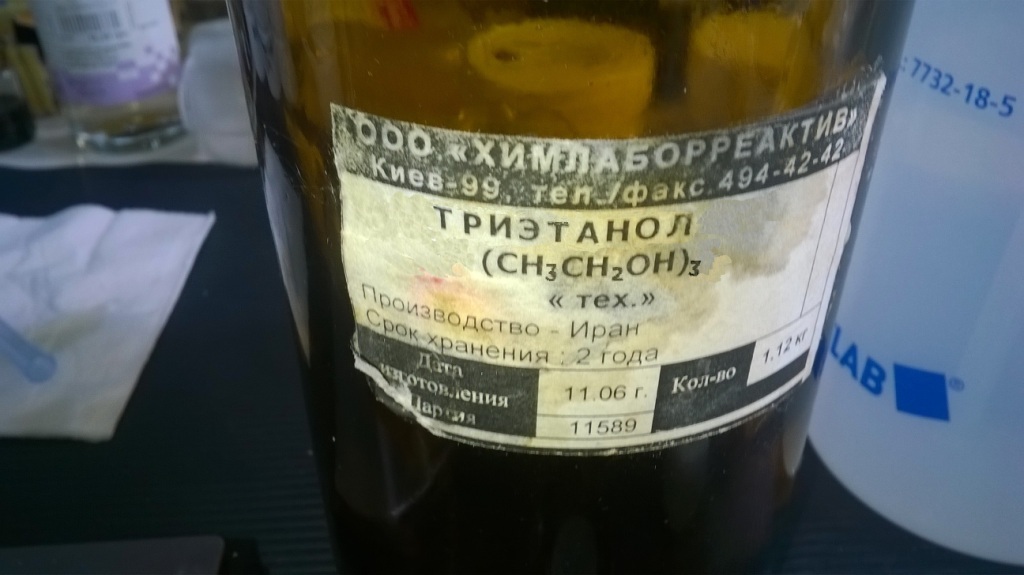 ООО «ХИМЛАБОРРЕАКТИВ»
Киев-99, тел./факс 494-42-42
ТРИЭТАНОЛ
(CH₃CH₂OH)₃
« тех.»
Производство - Иран
Срок хранения : 2 года
Дата
изготовления
11.06 г.
Кол-во
1,12 кг
Партия
11589
: 7732-18-5
LAB®